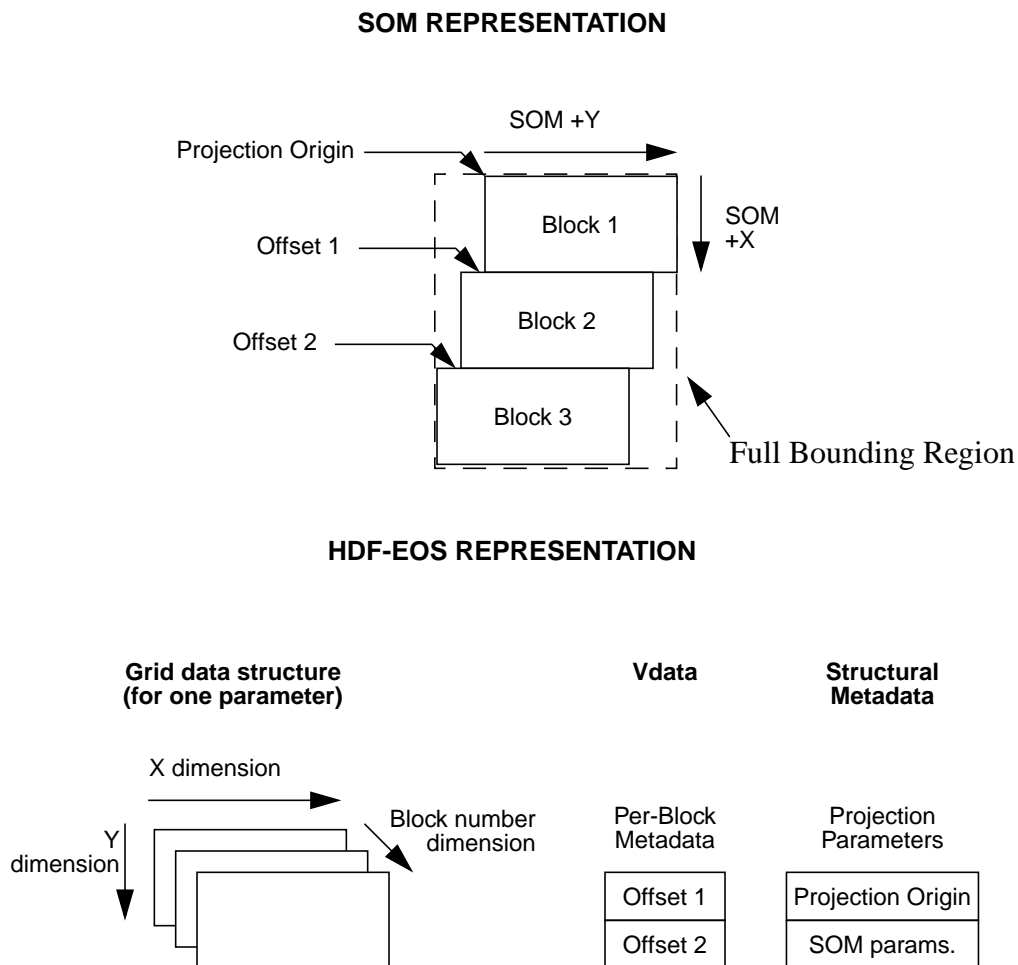 SOM REPRESENTATION
SOM +Y
Projection Origin
Block 1
SOM
+X
Offset 1
Block 2
Offset 2
Block 3
Full Bounding Region
HDF-EOS REPRESENTATION
Grid data structure
(for one parameter)
Vdata
Structural
Metadata
X dimension
Y
dimension
Block number
dimension
Per-Block
Metadata
Projection
Parameters
Offset 1
Projection Origin
Offset 2
SOM params.